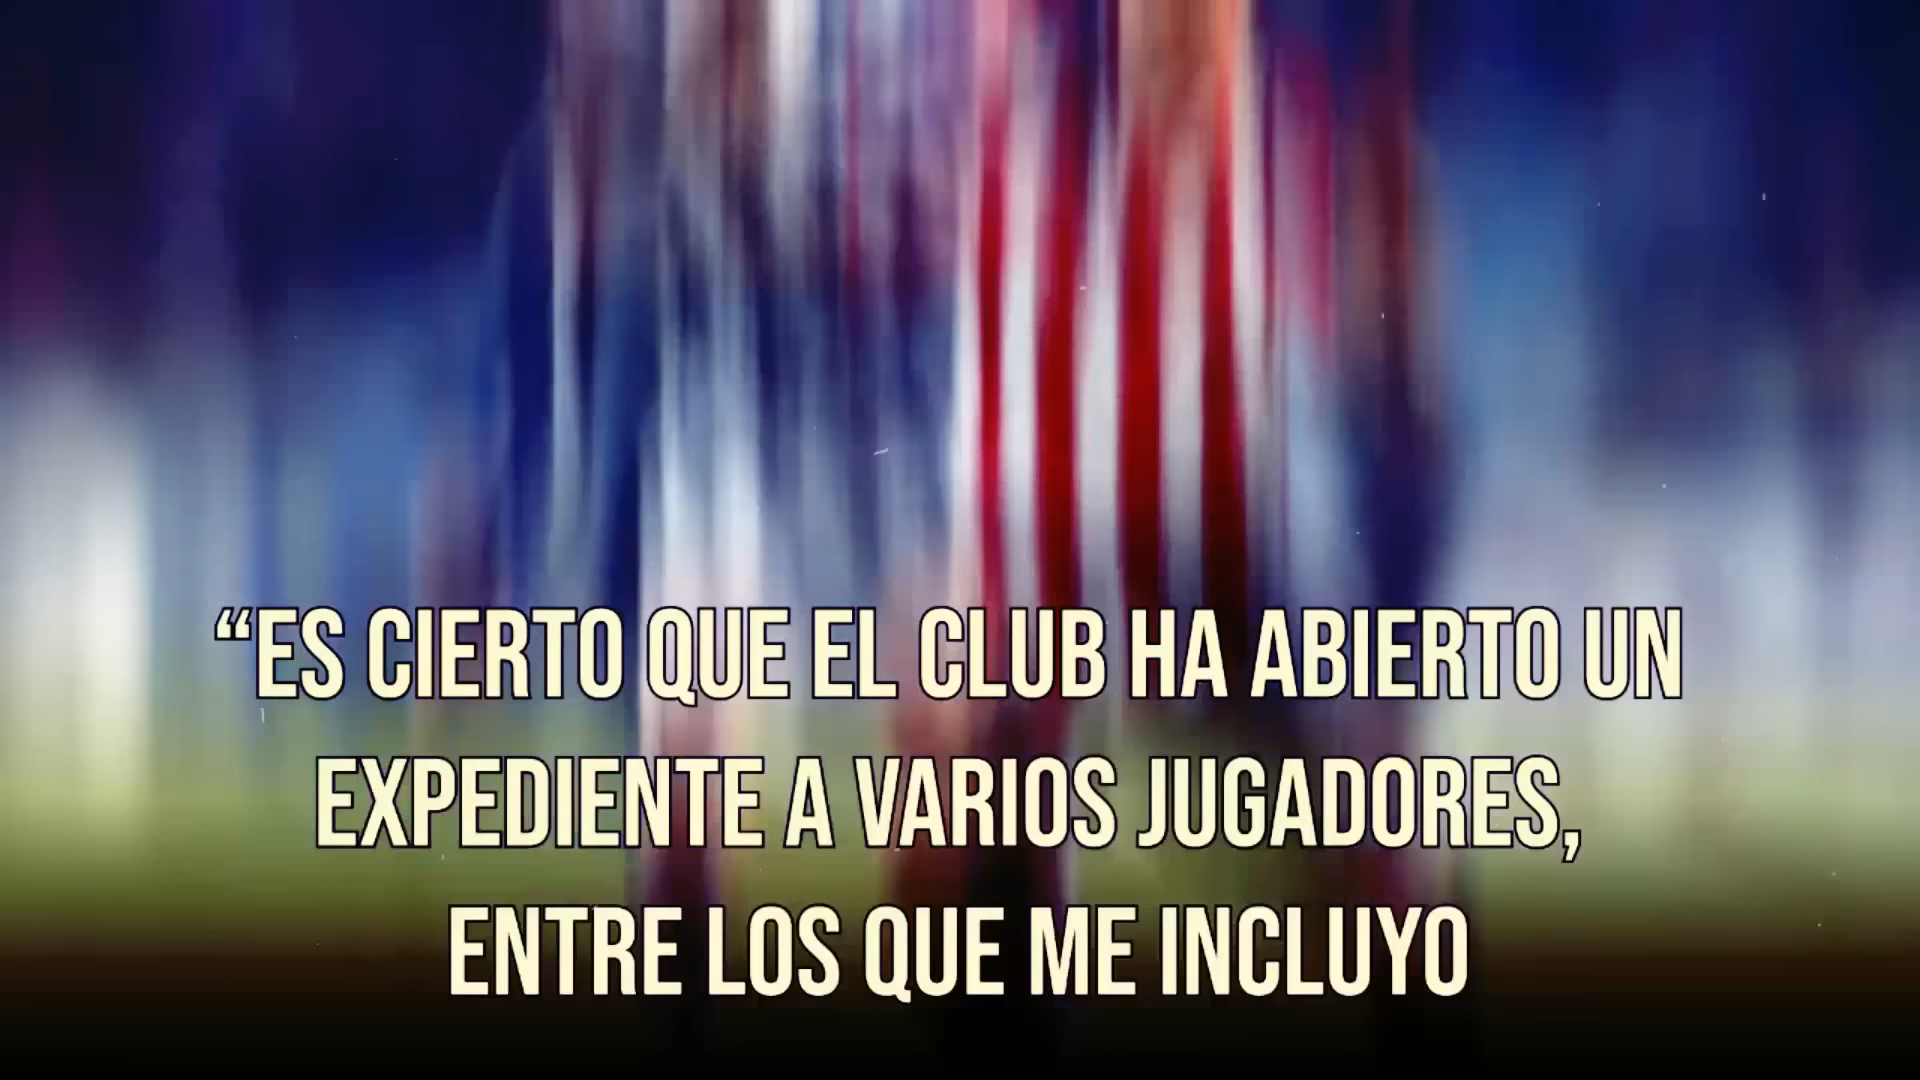 “ES CIERTO QUE EL CLUB HA ABIERTO UN
EXPEDIENTE A VARIOS JUGADORES,
ENTRE LOS QUE ME INCLUYO